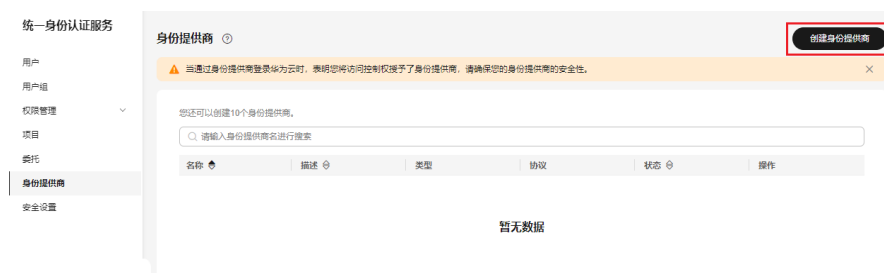 统一身份认证服务
用户
用户组
权限管理
项目
委托
身份提供商
安全设置
身份提供商
创建身份提供商
当通过身份提供商登录华为云时，表明您将访问控制权授予了身份提供商，请确保您的身份提供商的安全性。
您还可以创建10个身份提供商。
请输入身份提供商名进行搜索
名称 描述 类型 协议 状态 操作
暂无数据